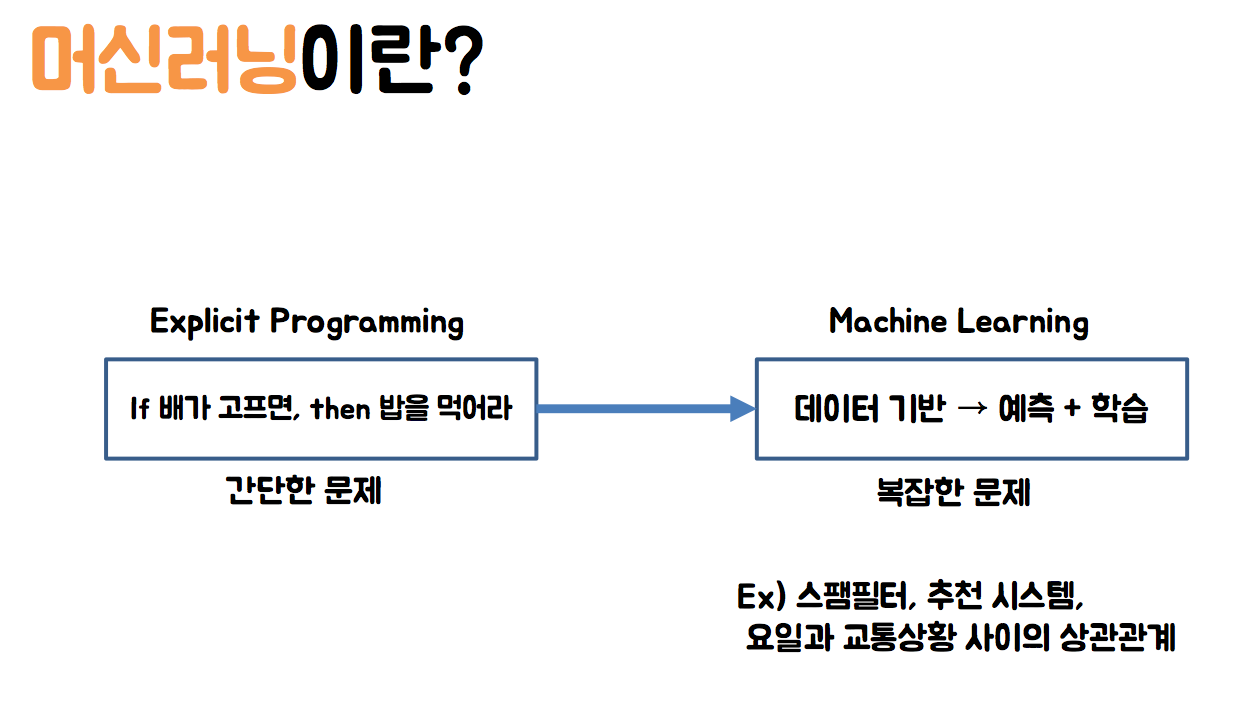 머신러닝이란?
Explicit Programming
If 배가 고프면, then 밥을 먹어라
간단한 문제
Machine Learning
데이터 기반 → 예측 + 학습
복잡한 문제
Ex) 스팸필터, 추천 시스템,
요일과 교통상황 사이의 상관관계